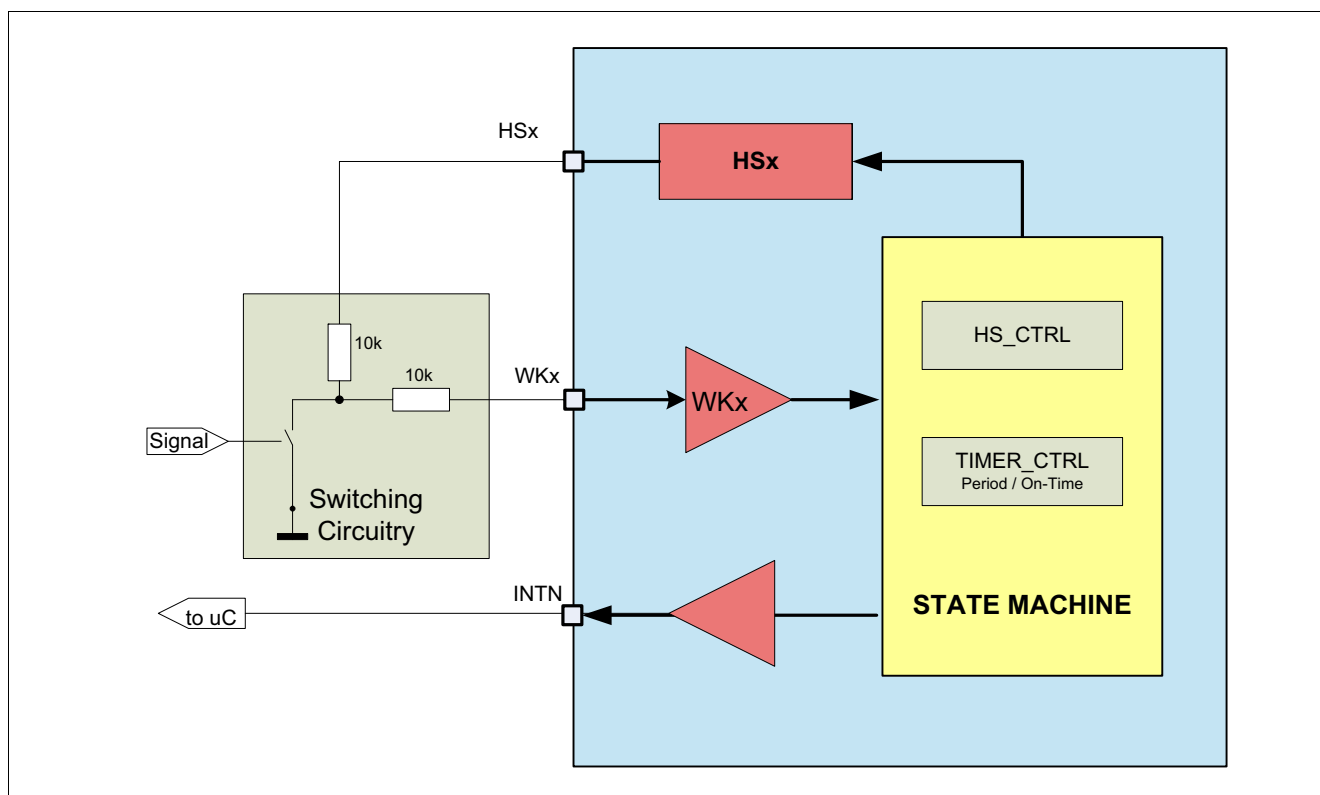 HSx
HSx
10k
10k
WKx
WKx
HS_CTRL
Signal
TIMER_CTRL
Period / On-Time
Switching
Circuitry
INTN
to uC
STATE MACHINE